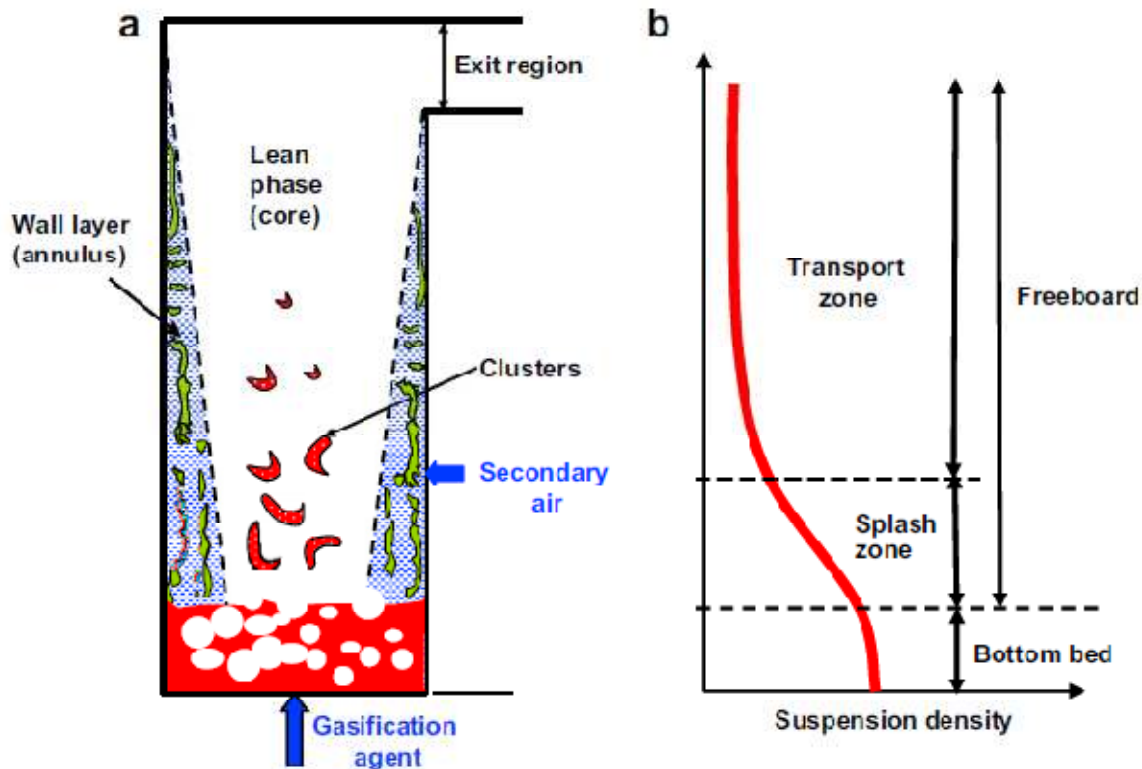 a
Exit region
Lean
phase
(core)
Wall layer
(annulus)
Clusters
Secondary
air
Gasification
agent
b
Transport
zone
Freeboard
Splash
zone
Bottom bed
Suspension density